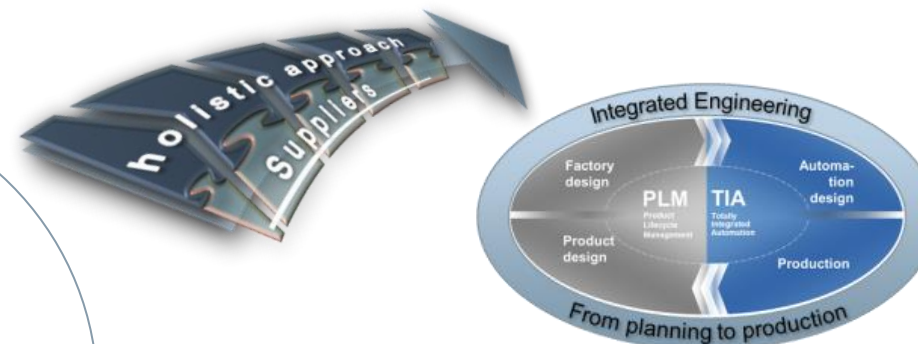 holistic approach
Suppliers
Integrated Engineering
Factory
design
Automa-
tion
design
PLM
Product
Lifecycle
Management
TIA
Totally
Integrated
Automation
Product
design
Production
From planning to production